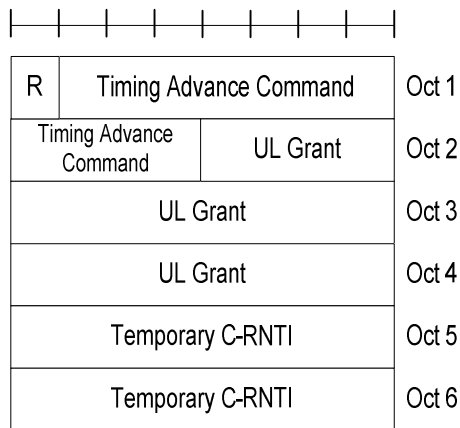 R Timing Advance Command Oct 1
Timing Advance
Command UL Grant Oct 2
UL Grant Oct 3
UL Grant Oct 4
Temporary C-RNTI Oct 5
Temporary C-RNTI Oct 6